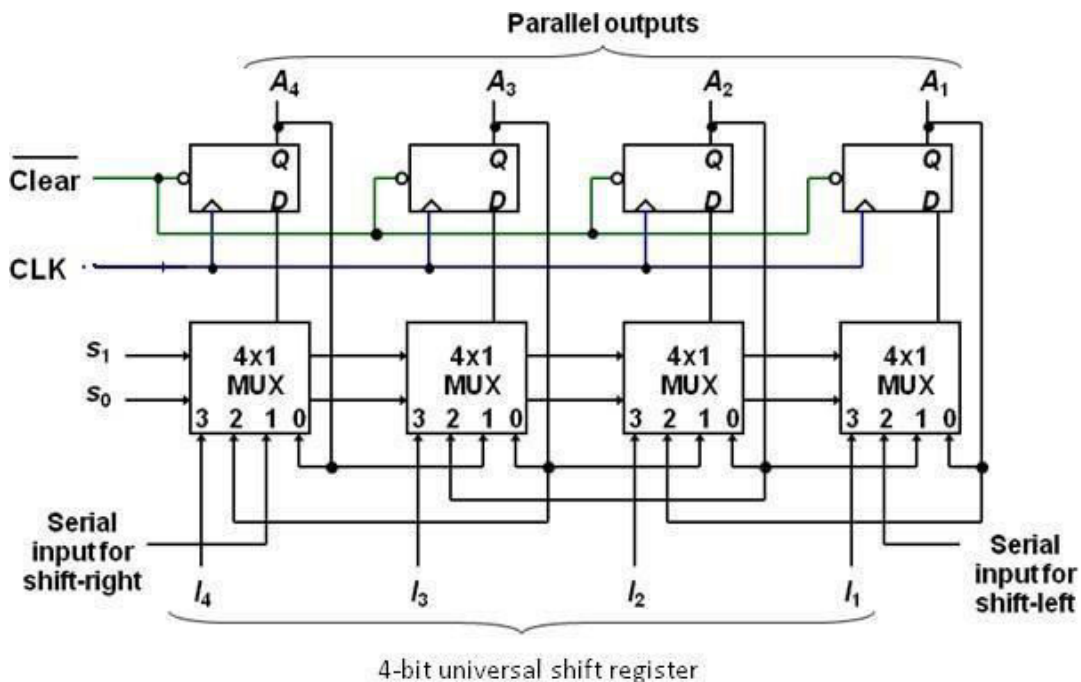 Parallel outputs
A4 A3 A2 A1
Q Q Q Q
Clear
D D D D
CLK
s1 4x1 4x1 4x1 4x1
MUX MUX MUX MUX
s0
3 2 1 0 3 2 1 0 3 2 1 0 3 2 1 0
Serial
input for
shift-right
Serial
input for
shift-left
I4 I3 I2 I1
4-bit universal shift register